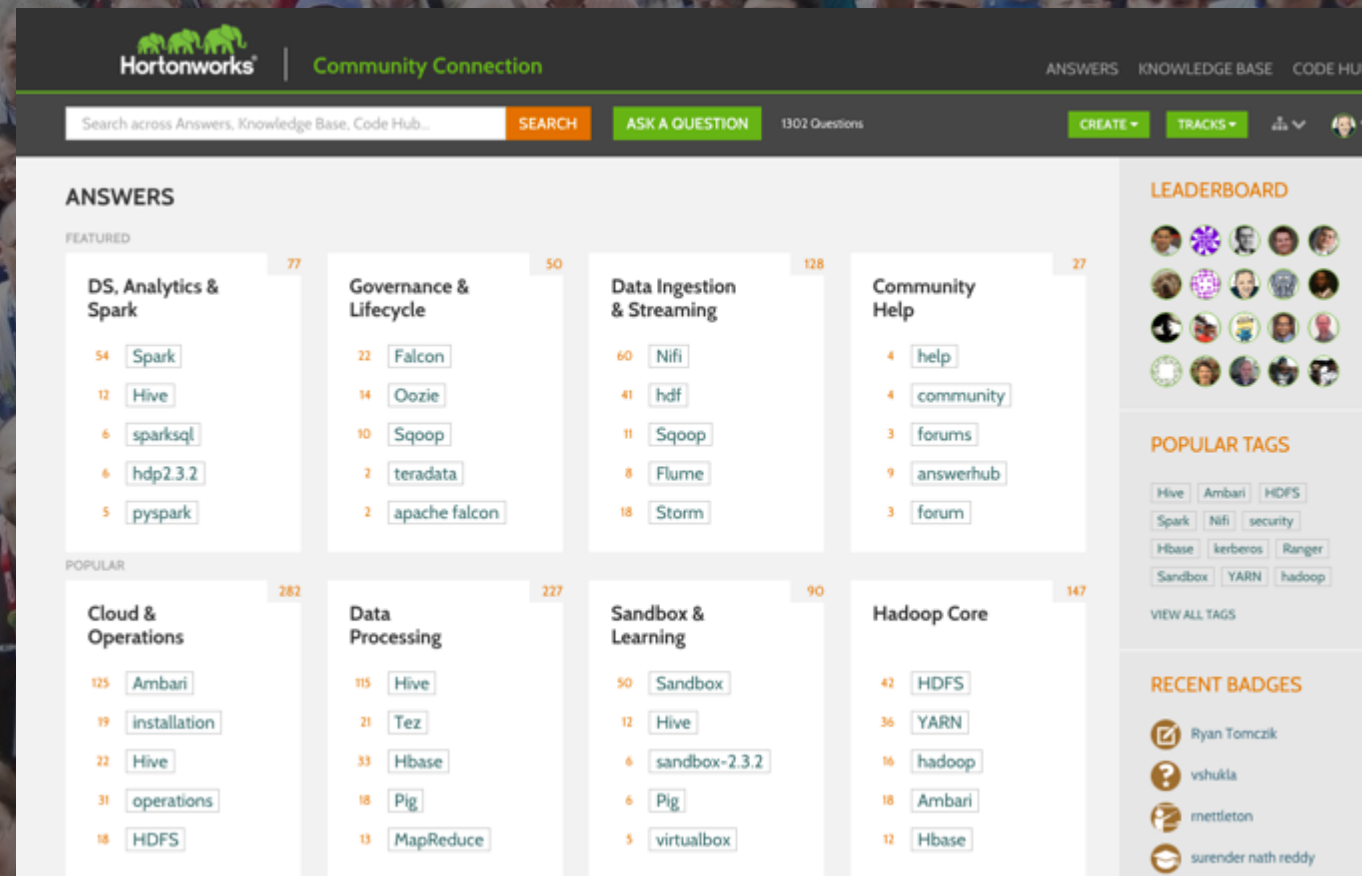 Hortonworks
Community Connection
ANSWERS KNOWLEDGE BASE CODE HU
Search across Answers, Knowledge Base, Code Hub...
SEARCH
ASK A QUESTION
1302 Questions
CREATE
TRACKS
ANSWERS
FEATURED
77
DS, Analytics &
Spark
54 Spark
12 Hive
6 sparksql
6 hdp2.3.2
5 pyspark
50
Governance &
Lifecycle
22 Falcon
14 Oozie
10 Sqoop
2 teradata
2 apache falcon
128
Data Ingestion
& Streaming
60 Nifi
41 hdf
11 Sqoop
8 Flume
18 Storm
27
Community
Help
4 help
4 community
3 forums
9 answerhub
3 forum
POPULAR
282
Cloud &
Operations
125 Ambari
19 installation
22 Hive
31 operations
18 HDFS
227
Data
Processing
115 Hive
21 Tez
33 Hbase
18 Pig
13 MapReduce
90
Sandbox &
Learning
50 Sandbox
12 Hive
6 sandbox-2.3.2
6 Pig
5 virtualbox
147
Hadoop Core
42 HDFS
36 YARN
16 hadoop
18 Ambari
12 Hbase
LEADERBOARD
POPULAR TAGS
Hive Ambari HDFS
Spark Nifi security
Hbase kerberos Ranger
Sandbox YARN hadoop
VIEW ALL TAGS
RECENT BADGES
Ryan Tomczik
vshukla
rnettleton
surender nath reddy